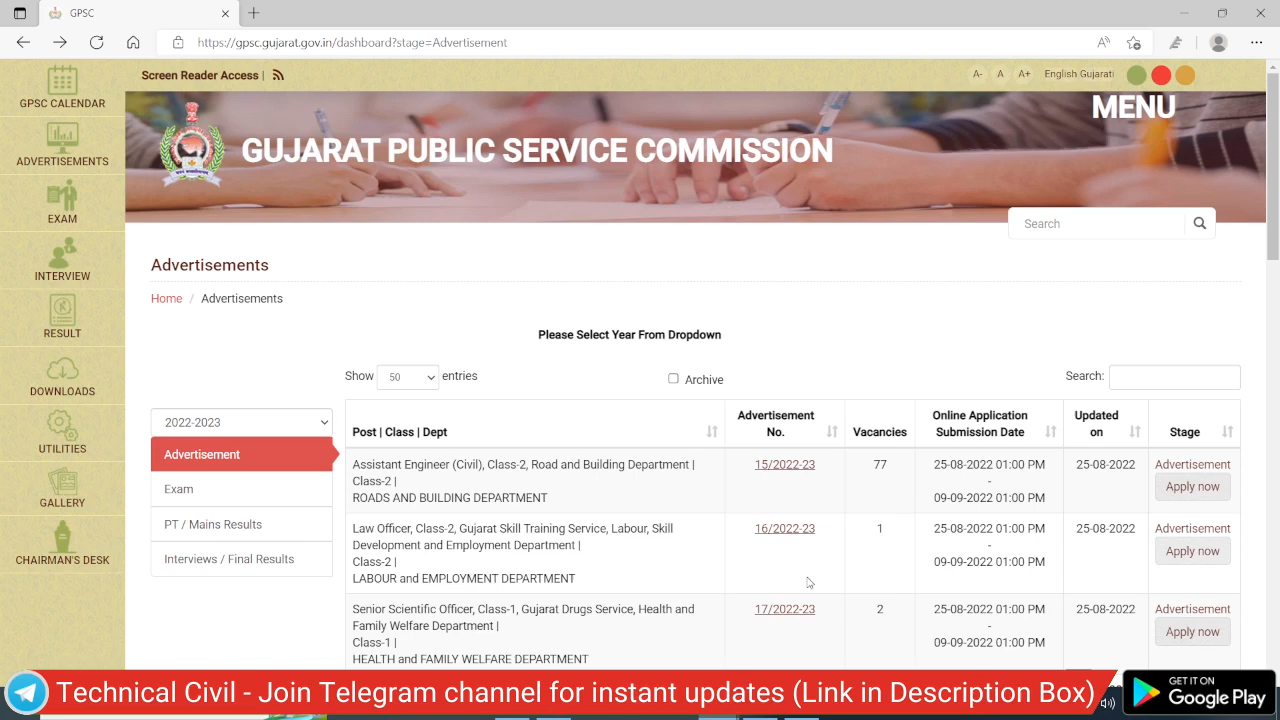 GPSC
https://gpsc.gujarat.gov.in/dashboard?stage=Advertisement
Screen Reader Access |
A- A A+ English Gujarati
MENU
GUJARAT PUBLIC SERVICE COMMISSION
Search
GPSC CALENDAR
ADVERTISEMENTS
EXAM
INTERVIEW
RESULT
DOWNLOADS
UTILITIES
GALLERY
CHAIRMAN'S DESK
Advertisements
Home / Advertisements
Please Select Year From Dropdown
Show 50 entries
Archive
Search:
2022-2023
Advertisement
Exam
PT / Mains Results
Interviews / Final Results
Post | Class | Dept
Advertisement
No.
Vacancies
Online Application
Submission Date
Updated
on
Stage
Assistant Engineer (Civil), Class-2, Road and Building Department |
Class-2 |
ROADS AND BUILDING DEPARTMENT
15/2022-23
77
25-08-2022 01:00 PM
-
09-09-2022 01:00 PM
25-08-2022
Advertisement
Apply now
Law Officer, Class-2, Gujarat Skill Training Service, Labour, Skill
Development and Employment Department |
Class-2 |
LABOUR and EMPLOYMENT DEPARTMENT
16/2022-23
1
25-08-2022 01:00 PM
-
09-09-2022 01:00 PM
25-08-2022
Advertisement
Apply now
Senior Scientific Officer, Class-1, Gujarat Drugs Service, Health and
Family Welfare Department |
Class-1 |
HEALTH and FAMILY WELFARE DEPARTMENT
17/2022-23
2
25-08-2022 01:00 PM
-
09-09-2022 01:00 PM
25-08-2022
Advertisement
Apply now
Technical Civil - Join Telegram channel for instant updates (Link in Description Box)
GET IT ON
Google Play